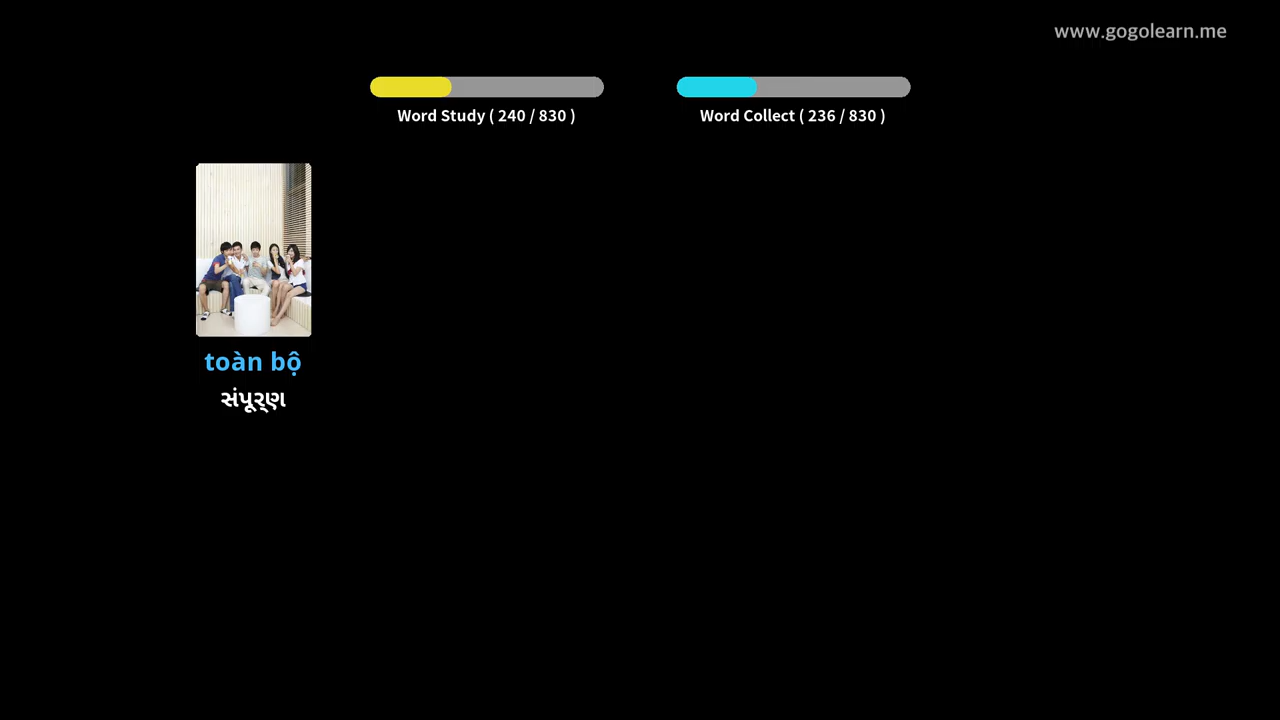 www.gogolearn.me
Word Study ( 240 / 830 )
Word Collect ( 236 / 830 )
toàn bộ
સંપૂર્ણ